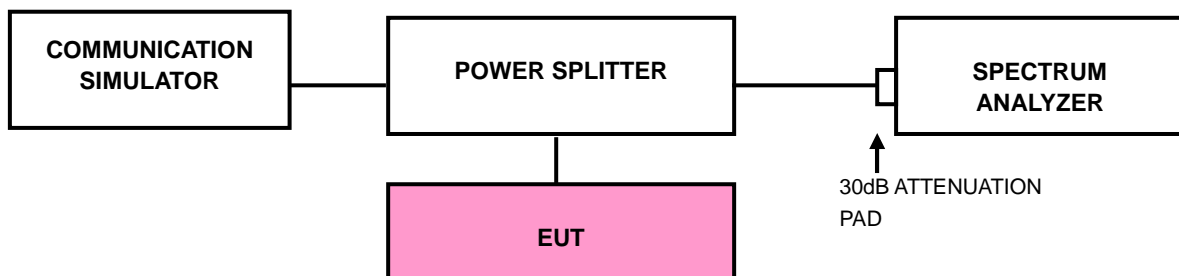 COMMUNICATION
SIMULATOR
POWER SPLITTER
SPECTRUM
ANALYZER
30dB ATTENUATION
PAD
EUT